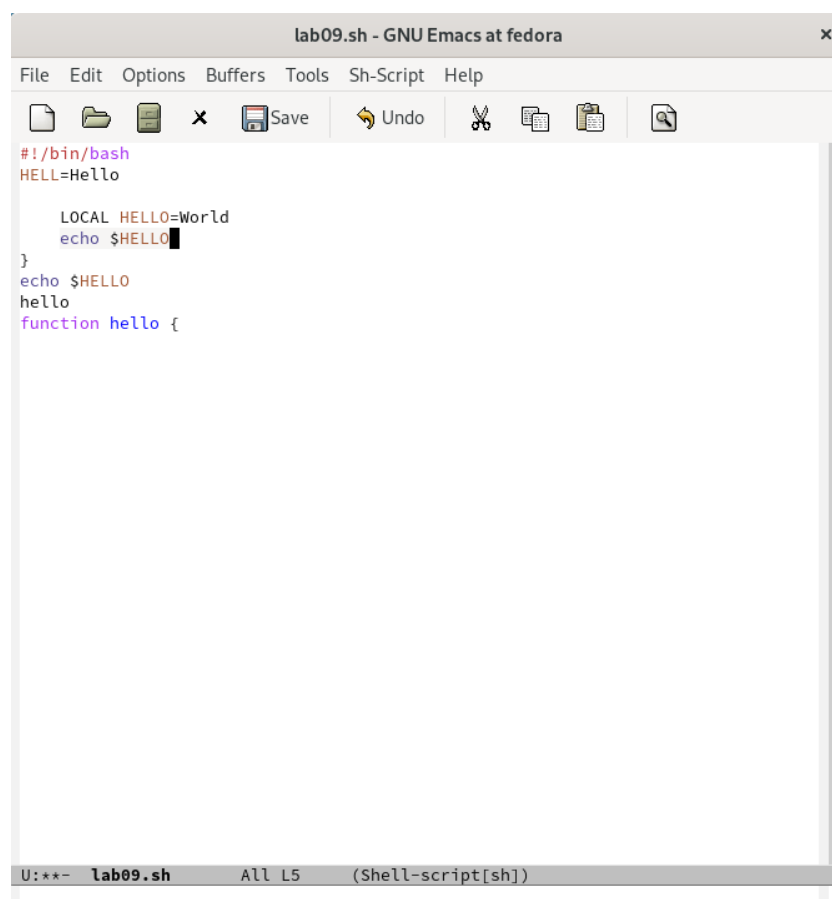 lab09.sh - GNU Emacs at fedora ×
File Edit Options Buffers Tools Sh-Script Help
Save Undo
#!/bin/bash
HELL=Hello
LOCAL HELLO=World
echo $HELLO
}
echo $HELLO
hello
function hello {
U:**- lab09.sh All L5 (Shell-script[sh])